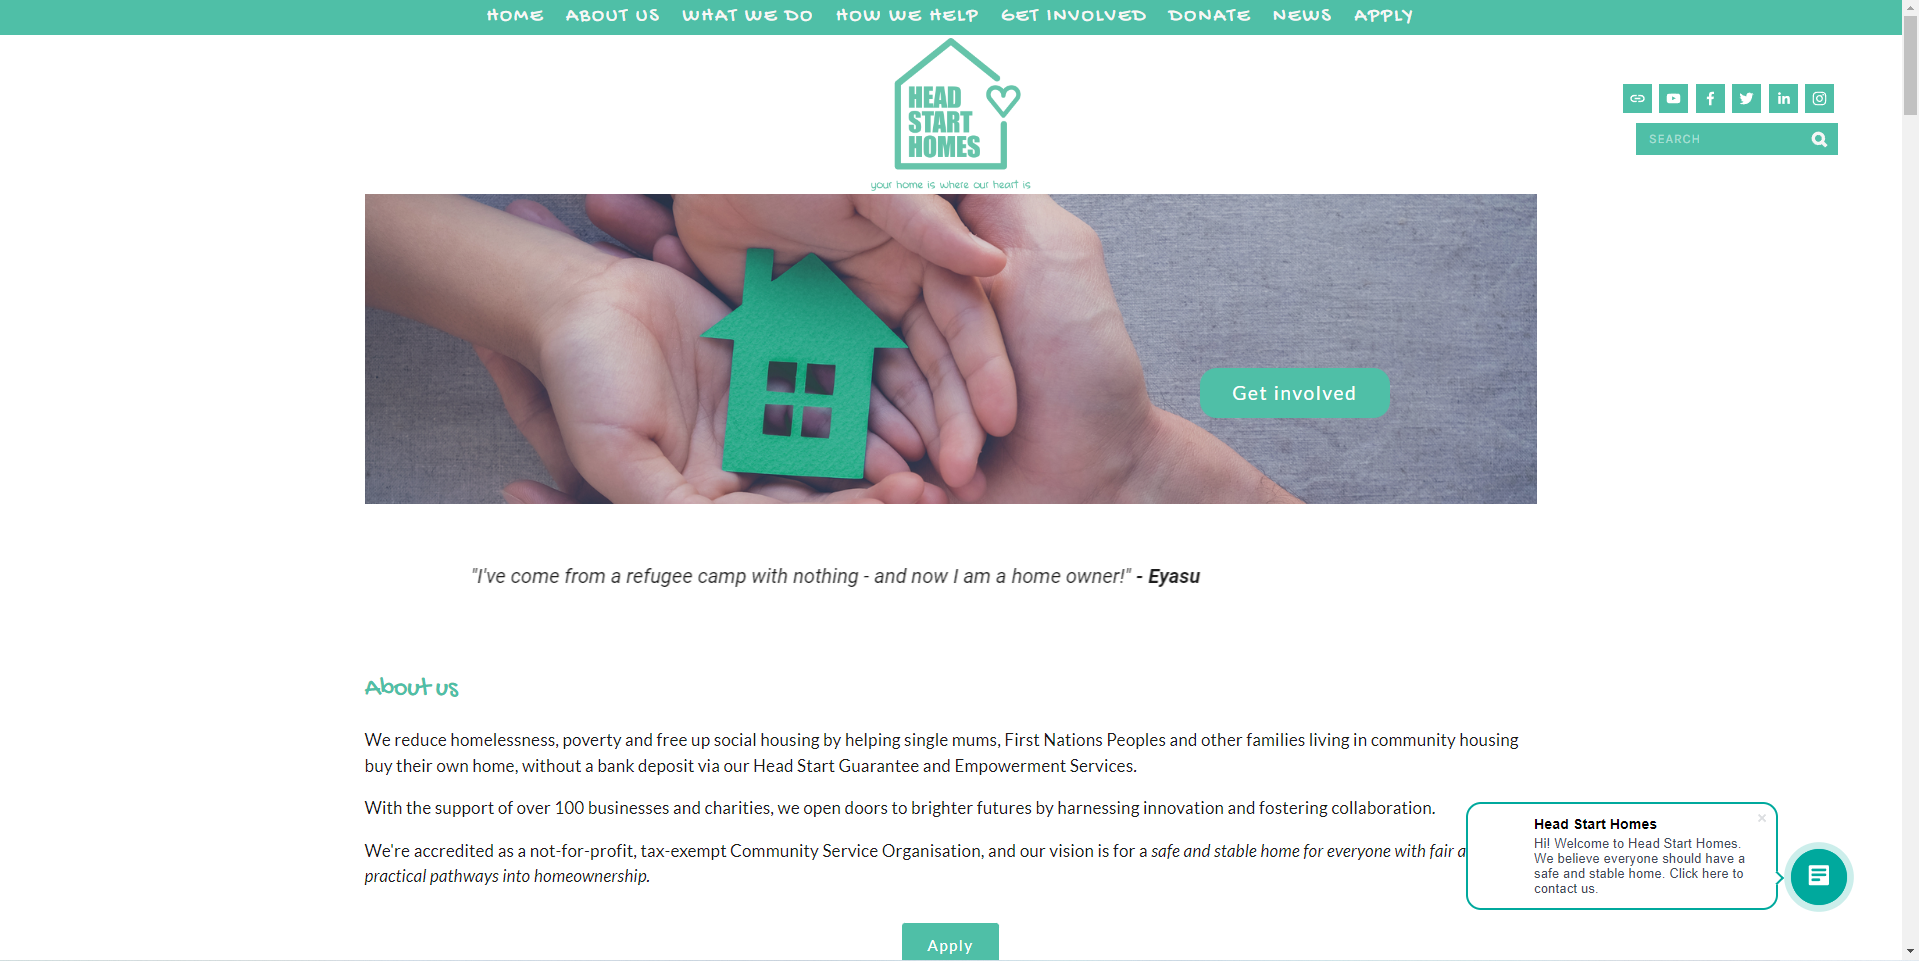 HOME ABOUT US WHAT WE DO HOW WE HELP GET INVOLVED DONATE NEWS APPLY
HEAD
START
HOMES
your home is where our heart is
SEARCH
Get involved
"I've come from a refugee camp with nothing - and now I am a home owner!" - Eyasu
About us
We reduce homelessness, poverty and free up social housing by helping single mums, First Nations Peoples and other families living in community housing
buy their own home, without a bank deposit via our Head Start Guarantee and Empowerment Services.
With the support of over 100 businesses and charities, we open doors to brighter futures by harnessing innovation and fostering collaboration.
We're accredited as a not-for-profit, tax-exempt Community Service Organisation, and our vision is for a safe and stable home for everyone with fair a
practical pathways into homeownership.
Head Start Homes
Hi! Welcome to Head Start Homes.
We believe everyone should have a
safe and stable home. Click here to
contact us.
Apply